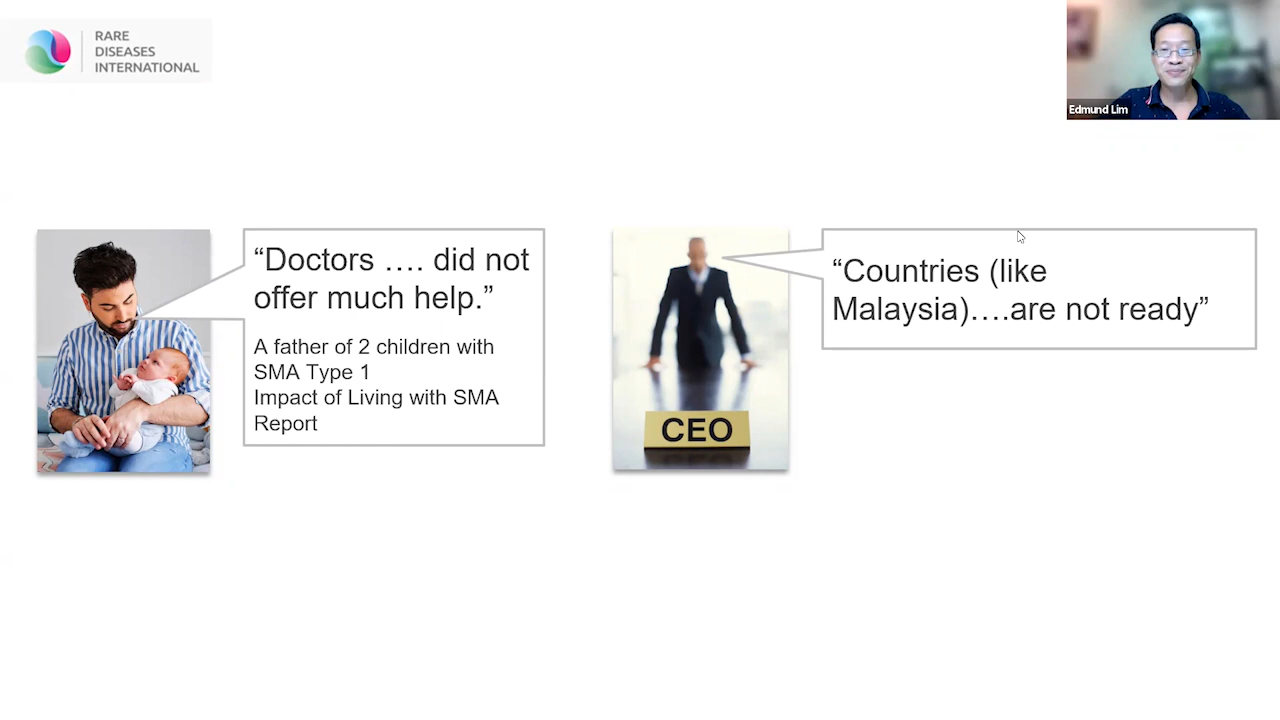 RARE
DISEASES
INTERNATIONAL
Edmund Lim
“Doctors …. did not
offer much help.”
A father of 2 children with
SMA Type 1
Impact of Living with SMA
Report
“Countries (like
Malaysia)….are not ready”
CEO